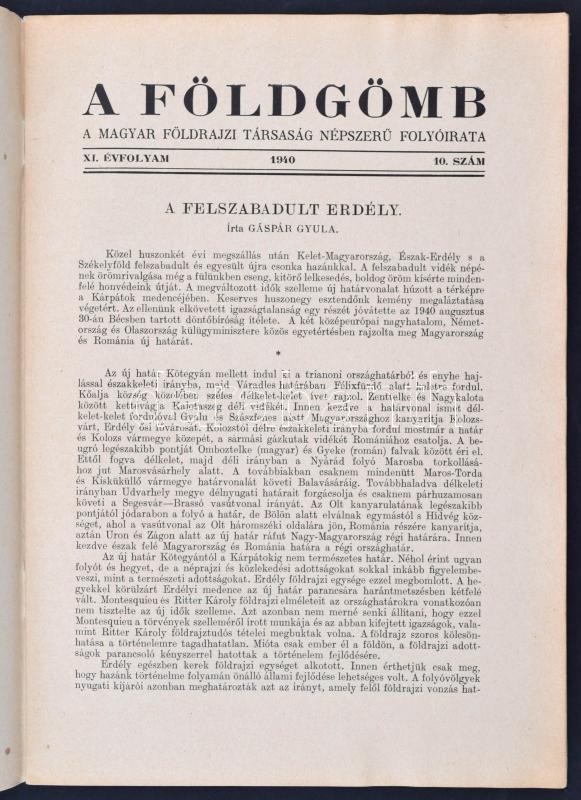 A FÖLDGÖMB
A MAGYAR FÖLDRAJZI TÁRSASÁG NÉPSZERŰ FOLYÓIRATA
XI. ÉVFOLYAM 1940 10. SZÁM
A FELSZABADULT ERDÉLY.
Írta GÁSPÁR GYULA.
Közel huszonkét évi megszállás után Kelet-Magyarország, Észak-Erdély s a
Székelyföld felszabadult és egyesült újra csonka hazánkkal. A felszabadult vidék népé-
nek örömrivalgása még a fülünkben cseng, kitörő lelkesedés, boldog öröm kísérte minden-
felé honvédeink útját. A megváltozott idők szelleme új határvonalat húzott a térképre
a Kárpátok medencéjében. Keserves huszonegy esztendőnk kemény megaláztatása
végetért. Az ellenünk elkövetett igazságtalanság egy részét jóvátette az 1940 augusztus
30-án Bécsben tartott döntőbíróság ítélete. A két középeurópai nagyhatalom, Német-
ország és Olaszország külügyminisztere közös egyetértésben rajzolta meg Magyarország
és Románia új határát.
*
Az új határ Kötegyán mellett indul ki a trianoni országhatárból és enyhe haj-
lással északkeleti irányba, majd Váradles határában Félixfürdő alatt keletre fordul.
Kőalja község közelében széles délkelet-kelet ívet rajzol. Zentelke és Nagykalota
között kettévágja Kalotaszeg déli vidékét. Innen kezdve a határvonal ismét dél-
kelet-kelet fordulóval Gyalu és Szászfenes alatt Magyarországhoz kanyarítja Kolozs-
várt, Erdély ősi fővárosát. Kolozstól délre északkeleti irányba fordul mostmár a határ
és Kolozs vármegye közepét, a sármási gázkutak vidékét Romániához csatolja. A be-
ugró legészakibb pontját Omboztelke (magyar) és Gyeke (román) falvak között éri el.
Ettől fogva délkelet, majd déli irányban a Nyárád folyó Marosba torkollásá-
hoz jut Marosvásárhely alatt. A továbbiakban csaknem mindenütt Maros-Torda
és Kisküküllő vármegye határvonalát követi Balavásáráig. Továbbhaladva délkeleti
irányban Udvarhely megye délnyugati határait forgácsolja és csaknem párhuzamosan
követi a Segesvár—Brassó vasútvonal irányát. Az Olt kanyarulatának legészakibb
pontjától jódarabon a folyó a határ, de Bölön alatt elválnak egymástól s Hidvég köz-
séget, ahol a vasútvonal az Olt háromszéki oldalára jön, Románia részére kanyarítja,
aztán Uzon és Zágon alatt az új határ ráfut Nagy-Magyarország régi határára. Innen
kezdve észak felé Magyarország és Románia határa a régi országhatár.
Az új határ Kötegyántól a Kárpátokig nem természetes határ. Néhol érint ugyan
folyót és hegyet, de a néprajzi és közlekedési adottságokat sokkal inkább figyelembe-
veszi, mint a természeti adottságokat. Erdély földrajzi egysége ezzel megbomlott. A he-
gyekkel körülzárt Erdélyi medence az új határ parancsára harántmetszésben kétfelé
vált. Montesquieu és Ritter Károly földrajzi elméleteit az országhatárokra vonatkozóan
nem tisztelte az új idők szelleme. Azt azonban nem merné senki állítani, hogy ezzel
Montesquieu a törvények szelleméről írott munkája és az abban kifejtett igazságok, vala-
mint Ritter Károly földrajztudós tételei megbuktak volna. A földrajz szoros kölcsön-
hatása a történelemre tagadhatatlan. Mióta csak ember él a földön, a földrajzi adott-
ságok parancsoló kényszerrel hatottak a történelem fejlődésére.
Erdély egészben kerek földrajzi egységet alkotott. Innen érthetjük csak meg,
hogy hazánk történelme folyamán önálló állami fejlődése lehetséges volt. A folyóvölgyek
nyugati kijárói azonban meghatározták azt az irányt, amely felől földrajzi vonzás hat-